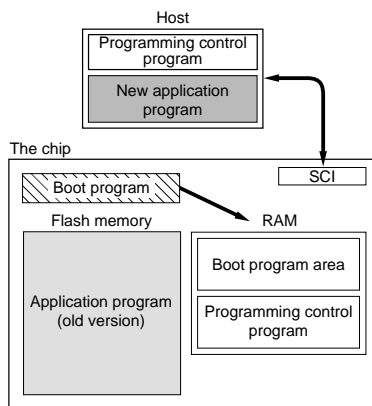 Host
Programming control
program
New application
program
The chip
SCI
Boot program
Flash memory
RAM
Application program
(old version)
Boot program area
Programming control
program